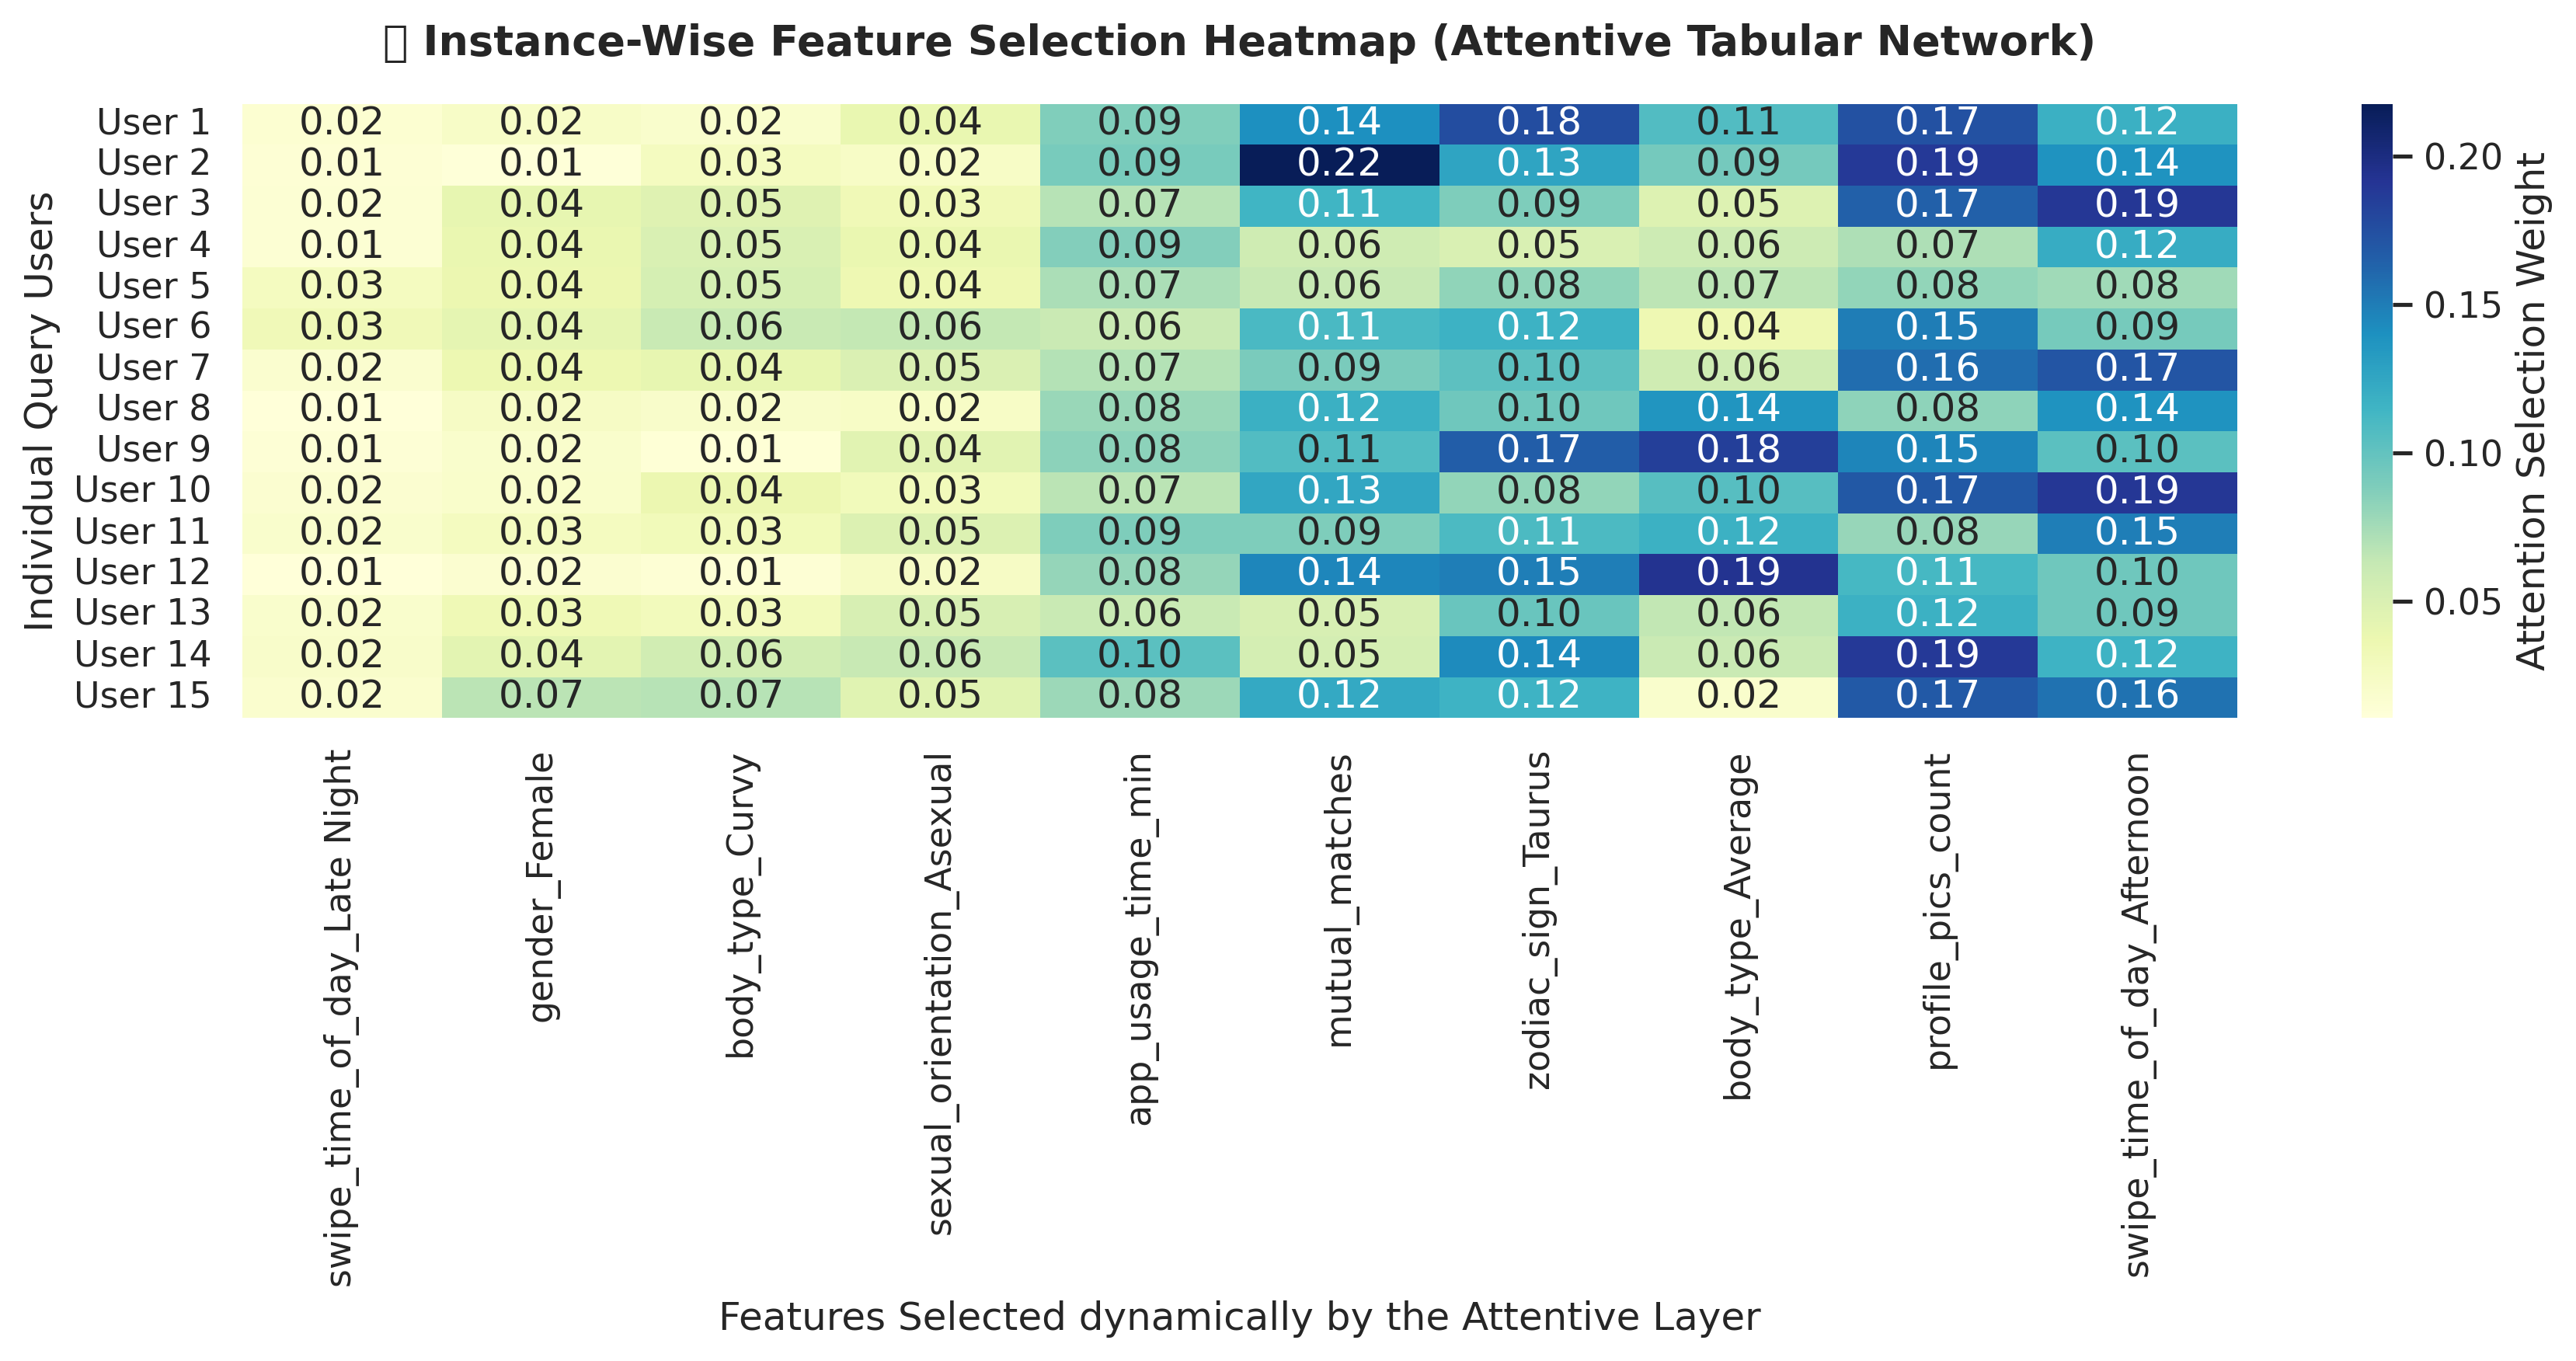 ▯ Instance-Wise Feature Selection Heatmap (Attentive Tabular Network)
Individual Query Users
User 1 0.02 0.02 0.02 0.04 0.09 0.14 0.18 0.11 0.17 0.12
User 2 0.01 0.01 0.03 0.02 0.09 0.22 0.13 0.09 0.19 0.14
User 3 0.02 0.04 0.05 0.03 0.07 0.11 0.09 0.05 0.17 0.19
User 4 0.01 0.04 0.05 0.04 0.09 0.06 0.05 0.06 0.07 0.12
User 5 0.03 0.04 0.05 0.04 0.07 0.06 0.08 0.07 0.08 0.08
User 6 0.03 0.04 0.06 0.06 0.06 0.11 0.12 0.04 0.15 0.09
User 7 0.02 0.04 0.04 0.05 0.07 0.09 0.10 0.06 0.16 0.17
User 8 0.01 0.02 0.02 0.02 0.08 0.12 0.10 0.14 0.08 0.14
User 9 0.01 0.02 0.01 0.04 0.08 0.11 0.17 0.18 0.15 0.10
User 10 0.02 0.02 0.04 0.03 0.07 0.13 0.08 0.10 0.17 0.19
User 11 0.02 0.03 0.03 0.05 0.09 0.09 0.11 0.12 0.08 0.15
User 12 0.01 0.02 0.01 0.02 0.08 0.14 0.15 0.19 0.11 0.10
User 13 0.02 0.03 0.03 0.05 0.06 0.05 0.10 0.06 0.12 0.09
User 14 0.02 0.04 0.06 0.06 0.10 0.05 0.14 0.06 0.19 0.12
User 15 0.02 0.07 0.07 0.05 0.08 0.12 0.12 0.02 0.17 0.16
swipe_time_of_day_Late Night
gender_Female
body_type_Curvy
sexual_orientation_Asexual
app_usage_time_min
mutual_matches
zodiac_sign_Taurus
body_type_Average
profile_pics_count
swipe_time_of_day_Afternoon
Features Selected dynamically by the Attentive Layer
0.20
0.15
0.10
0.05
Attention Selection Weight